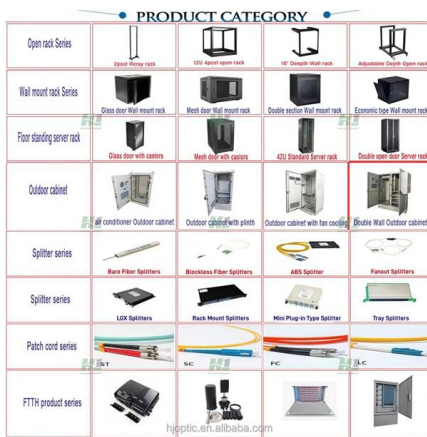 PRODUCT CATEGORY
Open rack Series
2pout Reray rack
12U 4post open rack
18" Deepth Wall rack
Adjustable Depth Open rack
Wall mount rack Series
Glass door Wall mount rack
Mesh door Wall mount rack
Double section Wall mount rack
Economic type Wall mount rack
Floor standing server rack
Glass door with castors
Mesh door with castors
42U Standard Server rack
Double open door Server rack
Outdoor cabinet
air conditioner Outdoor cabinet
Outdoor cabinet with plinth
Outdoor cabinet with fan cooling
Double Wall Outdoor cabinet
Splitter series
Bare Fiber Splitters
Blockless Fiber Splitters
ABS Splitter
Fanout Splitters
Splitter series
LGX Splitters
Rack Mount Splitters
Mini Plug-in Type Splitter
Tray Splitters
Patch cord series
ST
SC
FC
LC
FTTH product series
hjoptic.en.alibaba.com